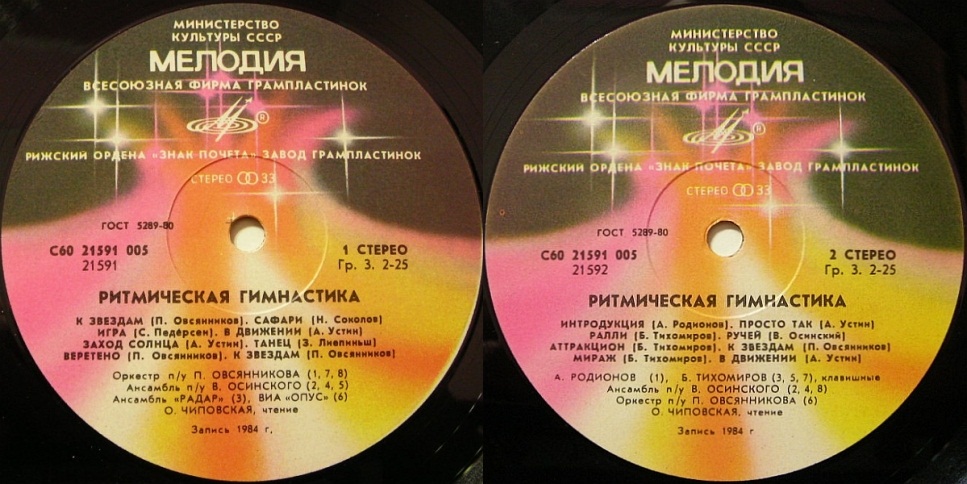 МИНИСТЕРСТВО
КУЛЬТУРЫ СССР
МЕЛОДИЯ
ВСЕСОЮЗНАЯ ФИРМА ГРАМПЛАСТИНОК
®
РИЖСКИЙ ОРДЕНА «ЗНАК ПОЧЕТА» ЗАВОД ГРАМПЛАСТИНОК
СТЕРЕО 33
ГОСТ 5289-80
С60 21591 005
21591
1 СТЕРЕО
Гр. 3. 2-25
РИТМИЧЕСКАЯ ГИМНАСТИКА
К ЗВЕЗДАМ (П. Овсянников). САФАРИ (Н. Соколов)
ИГРА (С. Педерсен). В ДВИЖЕНИИ (А. Устин)
ЗАХОД СОЛНЦА (А. Устин). ТАНЕЦ (З. Лиепиньш)
ВЕРЕТЕНО (П. Овсянников). К ЗВЕЗДАМ (П. Овсянников)
Оркестр п/у П. ОВСЯННИКОВА (1, 7, 8)
Ансамбль п/у В. ОСИНСКОГО (2, 4, 5)
Ансамбль «РАДАР» (3), ВИА «ОПУС» (6)
О. ЧИПОВСКАЯ, чтение
Запись 1984 г.
МИНИСТЕРСТВО
КУЛЬТУРЫ СССР
МЕЛОДИЯ
ВСЕСОЮЗНАЯ ФИРМА ГРАМПЛАСТИНОК
®
РИЖСКИЙ ОРДЕНА «ЗНАК ПОЧЕТА» ЗАВОД ГРАМПЛАСТИНОК
СТЕРЕО 33
ГОСТ 5289-80
С60 21591 005
21592
2 СТЕРЕО
Гр. 3. 2-25
РИТМИЧЕСКАЯ ГИМНАСТИКА
ИНТРОДУКЦИЯ (А. Родионов). ПРОСТО ТАК (А. Устин)
РАЛЛИ (Б. Тихомиров). РУЧЕЙ (В. Осинский)
АТТРАКЦИОН (Б. Тихомиров). К ЗВЕЗДАМ (П. Овсянников)
МИРАЖ (Б. Тихомиров). В ДВИЖЕНИИ (А. Устин)
А. РОДИОНОВ (1), Б. ТИХОМИРОВ (3, 5, 7), клавишные
Ансамбль п/у В. ОСИНСКОГО (2, 4, 8)
Оркестр п/у П. ОВСЯННИКОВА (6)
О. ЧИПОВСКАЯ, чтение
Запись 1984 г.